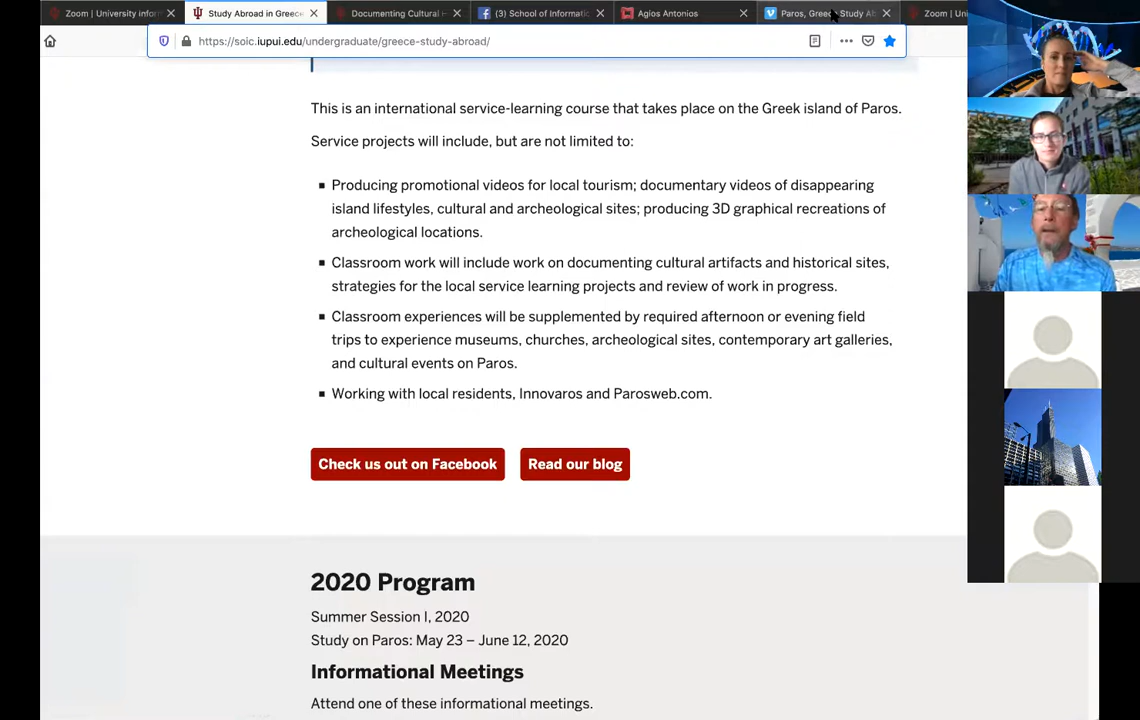 Zoom | University infor
Study Abroad in Greece
Documenting Cultural H
(3) School of Informatic
Agios Antonios
Paros, Greece Study Ab
Zoom | Uni
https://soic.iupui.edu/undergraduate/greece-study-abroad/
This is an international service-learning course that takes place on the Greek island of Paros.
Service projects will include, but are not limited to:
Producing promotional videos for local tourism; documentary videos of disappearing
island lifestyles, cultural and archeological sites; producing 3D graphical recreations of
archeological locations.
Classroom work will include work on documenting cultural artifacts and historical sites,
strategies for the local service learning projects and review of work in progress.
Classroom experiences will be supplemented by required afternoon or evening field
trips to experience museums, churches, archeological sites, contemporary art galleries,
and cultural events on Paros.
Working with local residents, Innovaros and Parosweb.com.
Check us out on Facebook
Read our blog
2020 Program
Summer Session I, 2020
Study on Paros: May 23 – June 12, 2020
Informational Meetings
Attend one of these informational meetings.